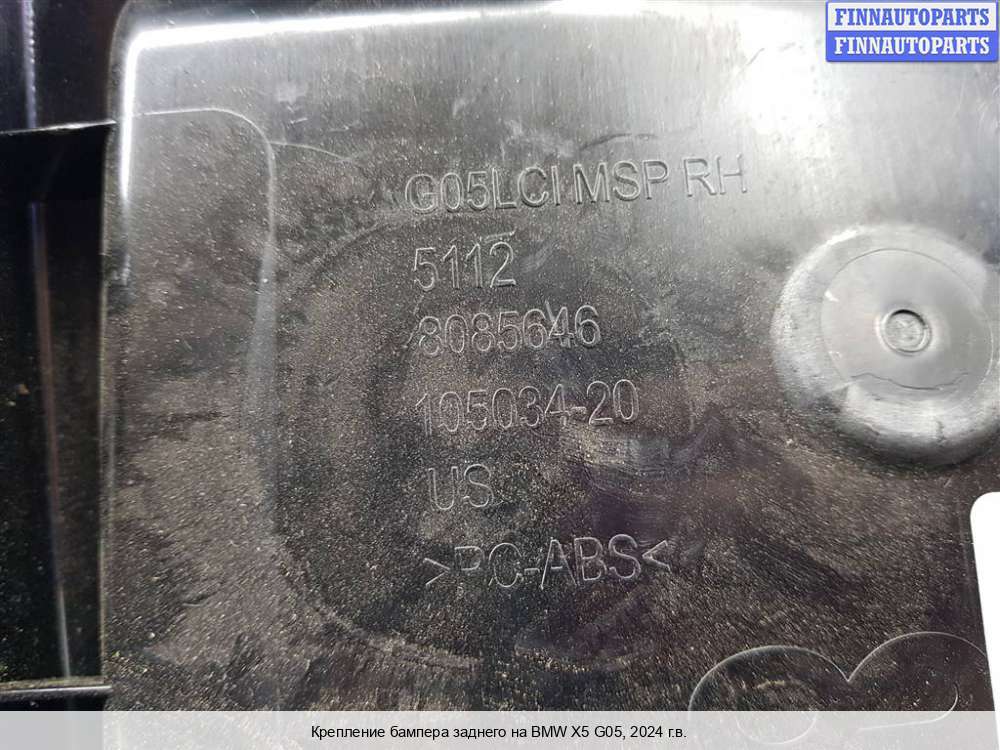 FINNAUTOPARTS
FINNAUTOPARTS
G05LCI MSP RH
5112
8085646
105034-20
US
>PC-ABS<
Крепление бампера заднего на BMW X5 G05, 2024 г.в.